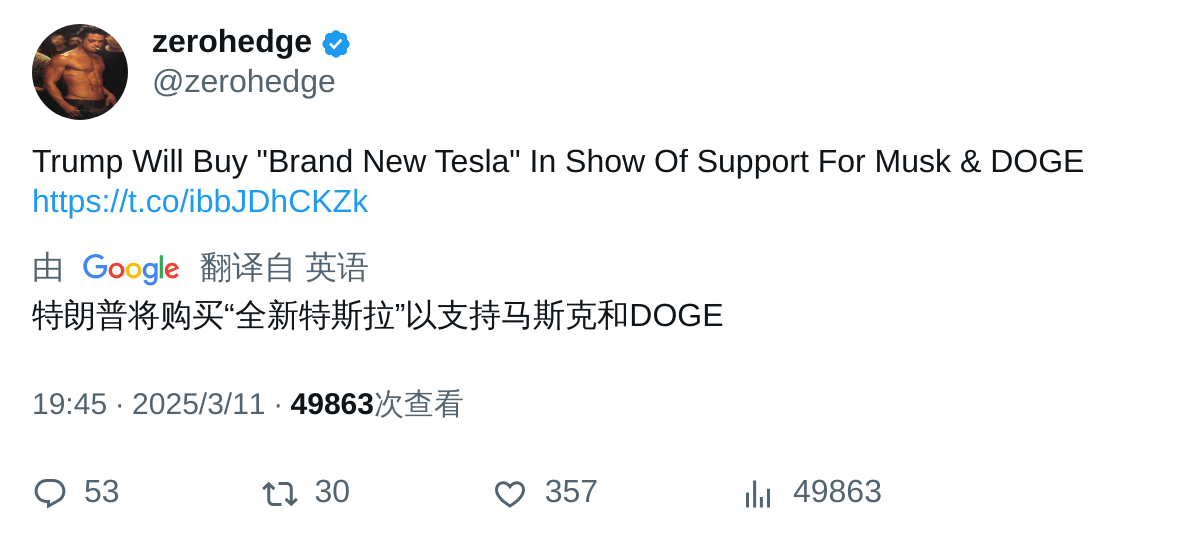 zerohedge
@zerohedge
Trump Will Buy "Brand New Tesla" In Show Of Support For Musk & DOGE
https://t.co/ibbJDhCKZk
由 Google 翻译自 英语
特朗普将购买“全新特斯拉”以支持马斯克和DOGE
19:45 · 2025/3/11 · 49863次查看
53 30 357 49863